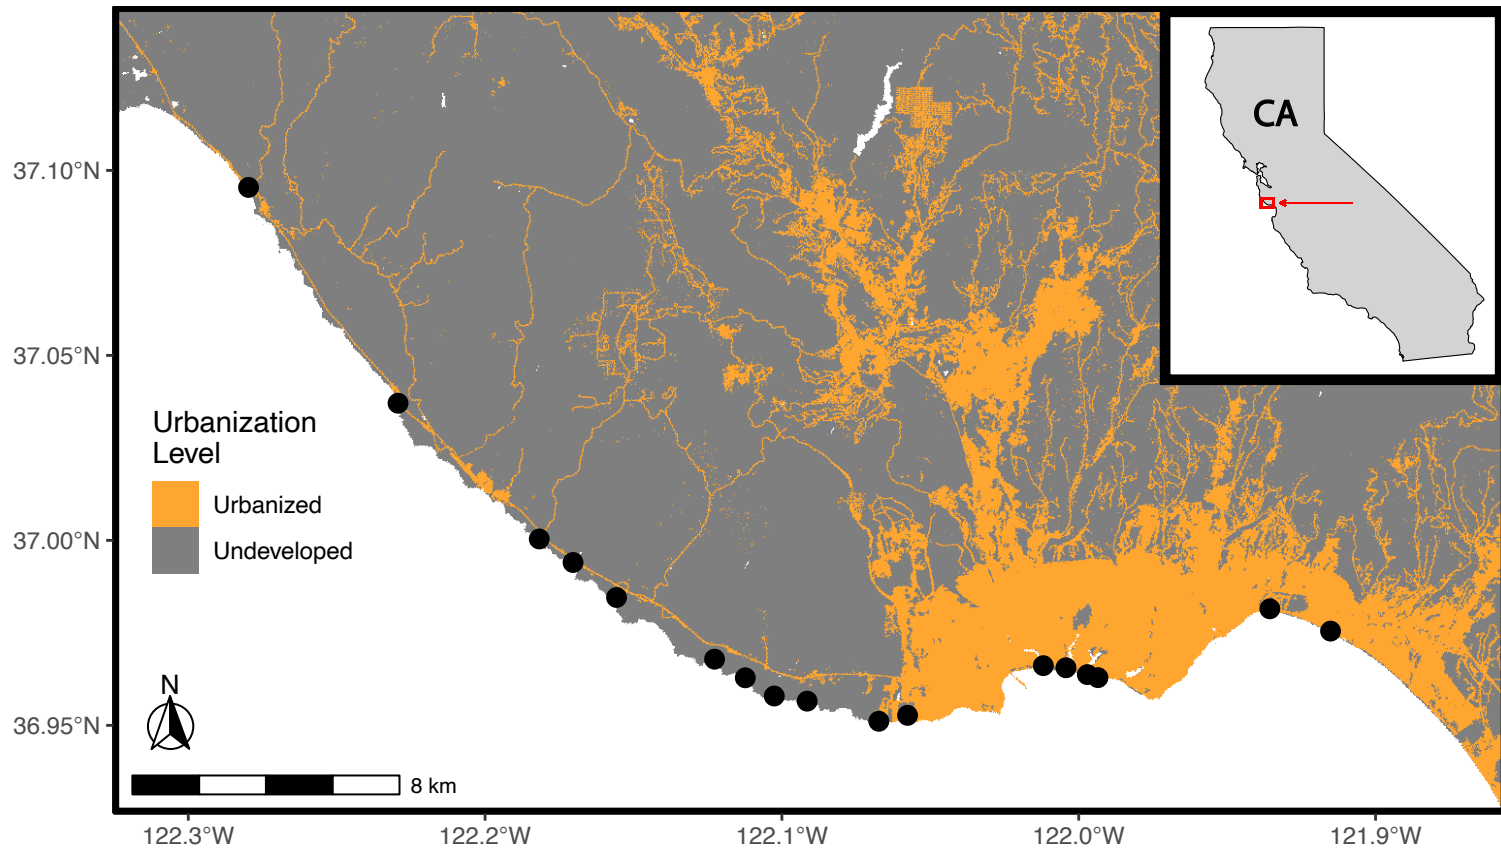 CA
37.10°N
37.05°N
37.00°N
36.95°N
Urbanization
Level
Urbanized
Undeveloped
N
8 km
122.3°W
122.2°W
122.1°W
122.0°W
121.9°W